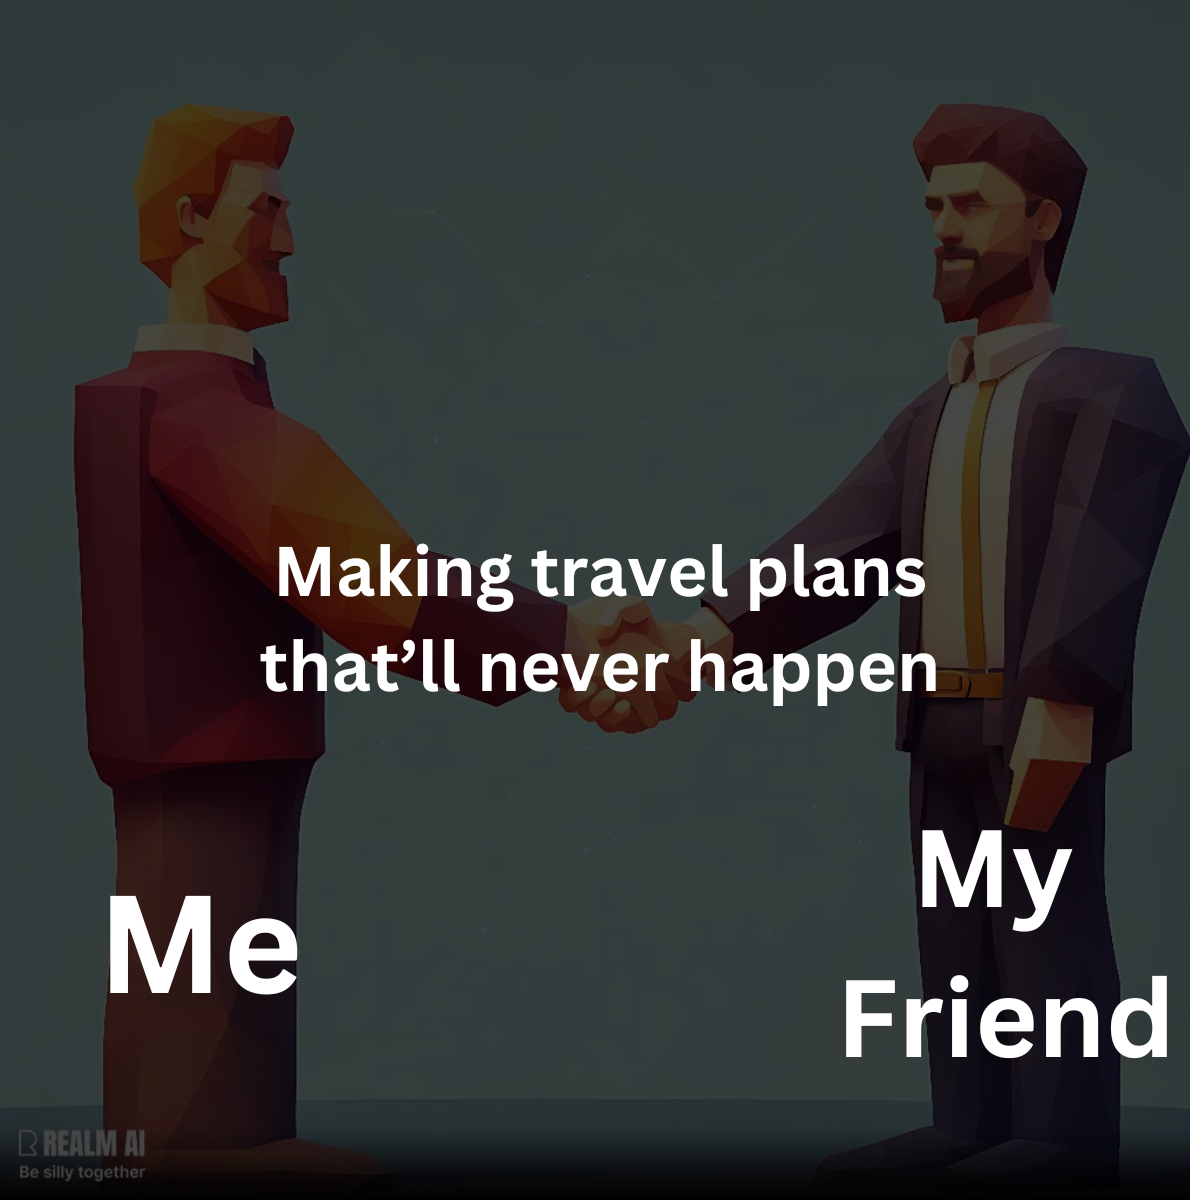 Making travel plans
that’ll never happen
Me
My
Friend
REALM AI
Be silly together